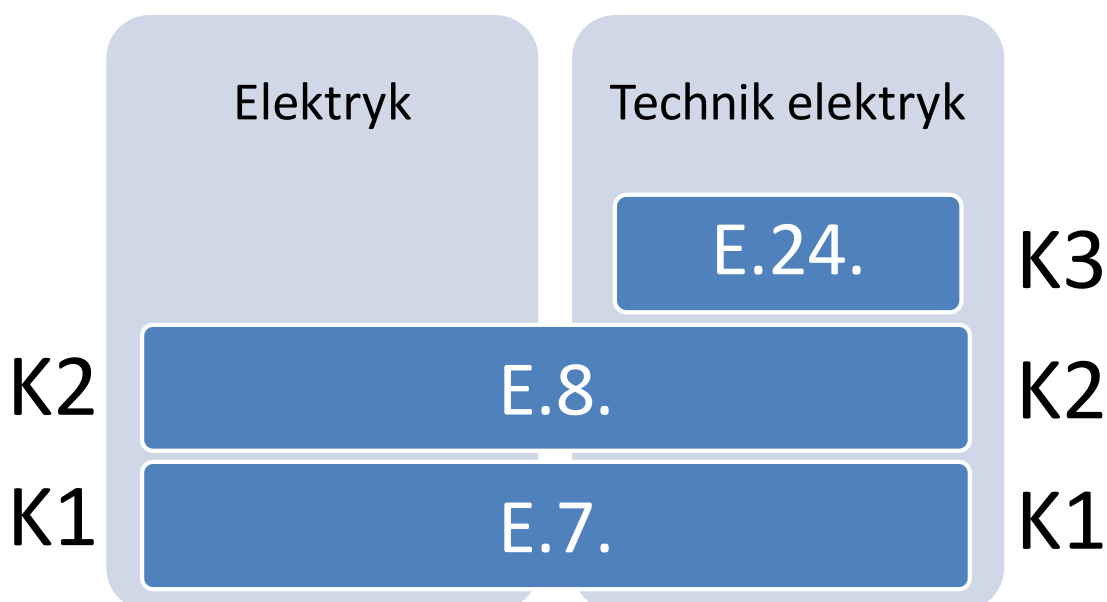 Elektryk
Technik elektryk
E.24.
K3
K2
E.8.
K2
K1
E.7.
K1